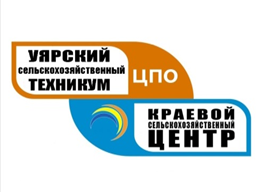 УЯРСКИЙ
СЕЛЬСКОХОЗЯЙСТВЕННЫЙ
ТЕХНИКУМ
ЦПО
КРАЕВОЙ
СЕЛЬСКОХОЗЯЙСТВЕННЫЙ
ЦЕНТР